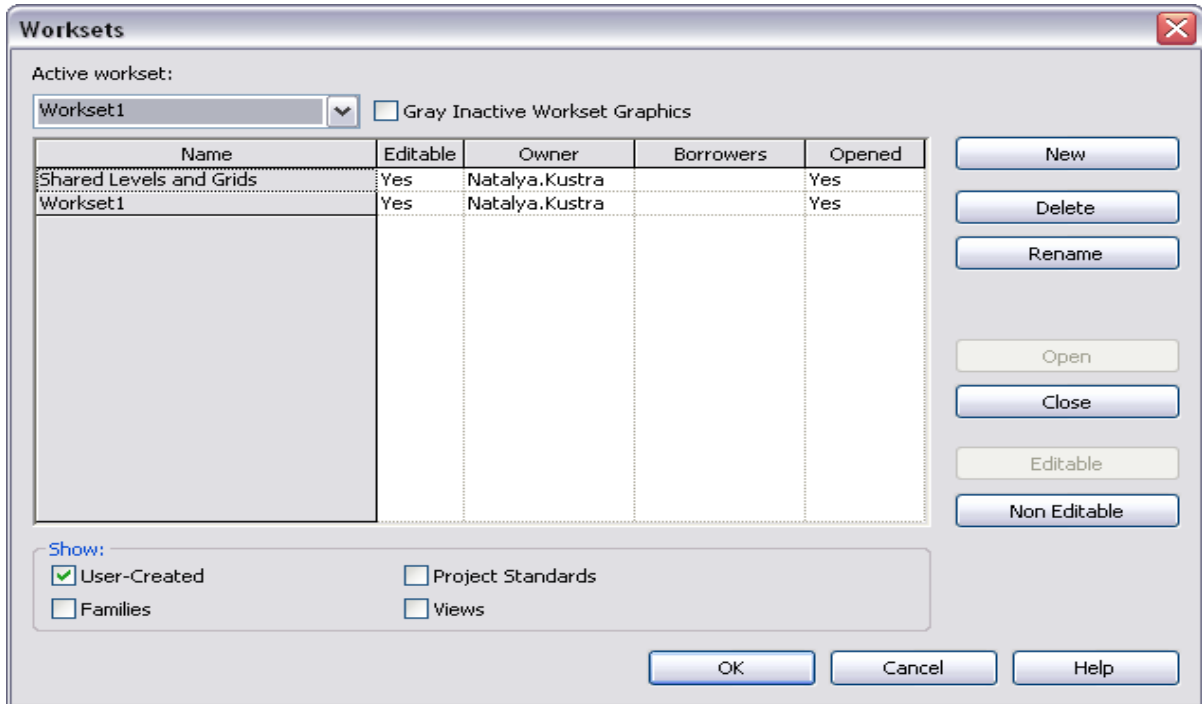 Worksets
Active workset:
Workset1
Gray Inactive Workset Graphics
Name Editable Owner Borrowers Opened
Shared Levels and Grids Yes Natalya.Kustra Yes
Workset1 Yes Natalya.Kustra Yes
New
Delete
Rename
Open
Close
Editable
Non Editable
Show:
User-Created Project Standards
Families Views
OK Cancel Help